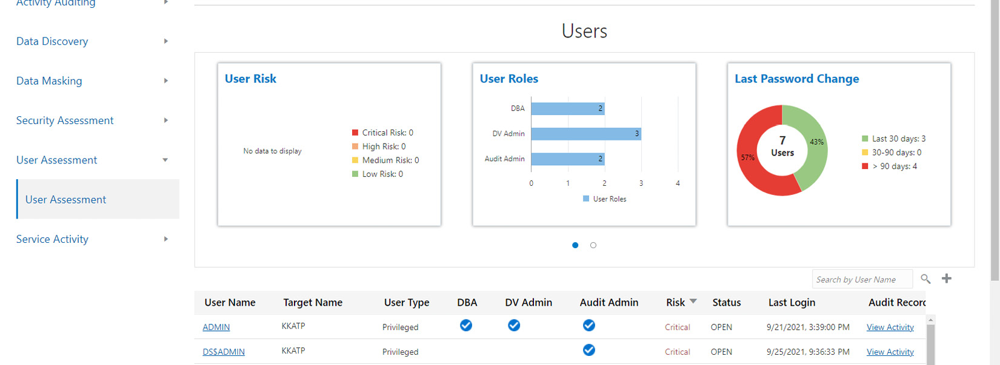 Activity Auditing
Data Discovery
Data Masking
Security Assessment
User Assessment
User Assessment
Service Activity
Users
User Risk
No data to display
Critical Risk: 0
High Risk: 0
Medium Risk: 0
Low Risk: 0
User Roles
DBA 2
DV Admin 3
Audit Admin 2
0 1 2 3 4
User Roles
Last Password Change
7
Users
43%
57%
Last 30 days: 3
30-90 days: 0
> 90 days: 4
Search by User Name
User Name Target Name User Type DBA DV Admin Audit Admin Risk Status Last Login Audit Record
ADMIN KKATP Privileged Critical OPEN 9/21/2021, 3:39:00 PM View Activity
DS$ADMIN KKATP Privileged Critical OPEN 9/25/2021, 9:36:33 PM View Activity